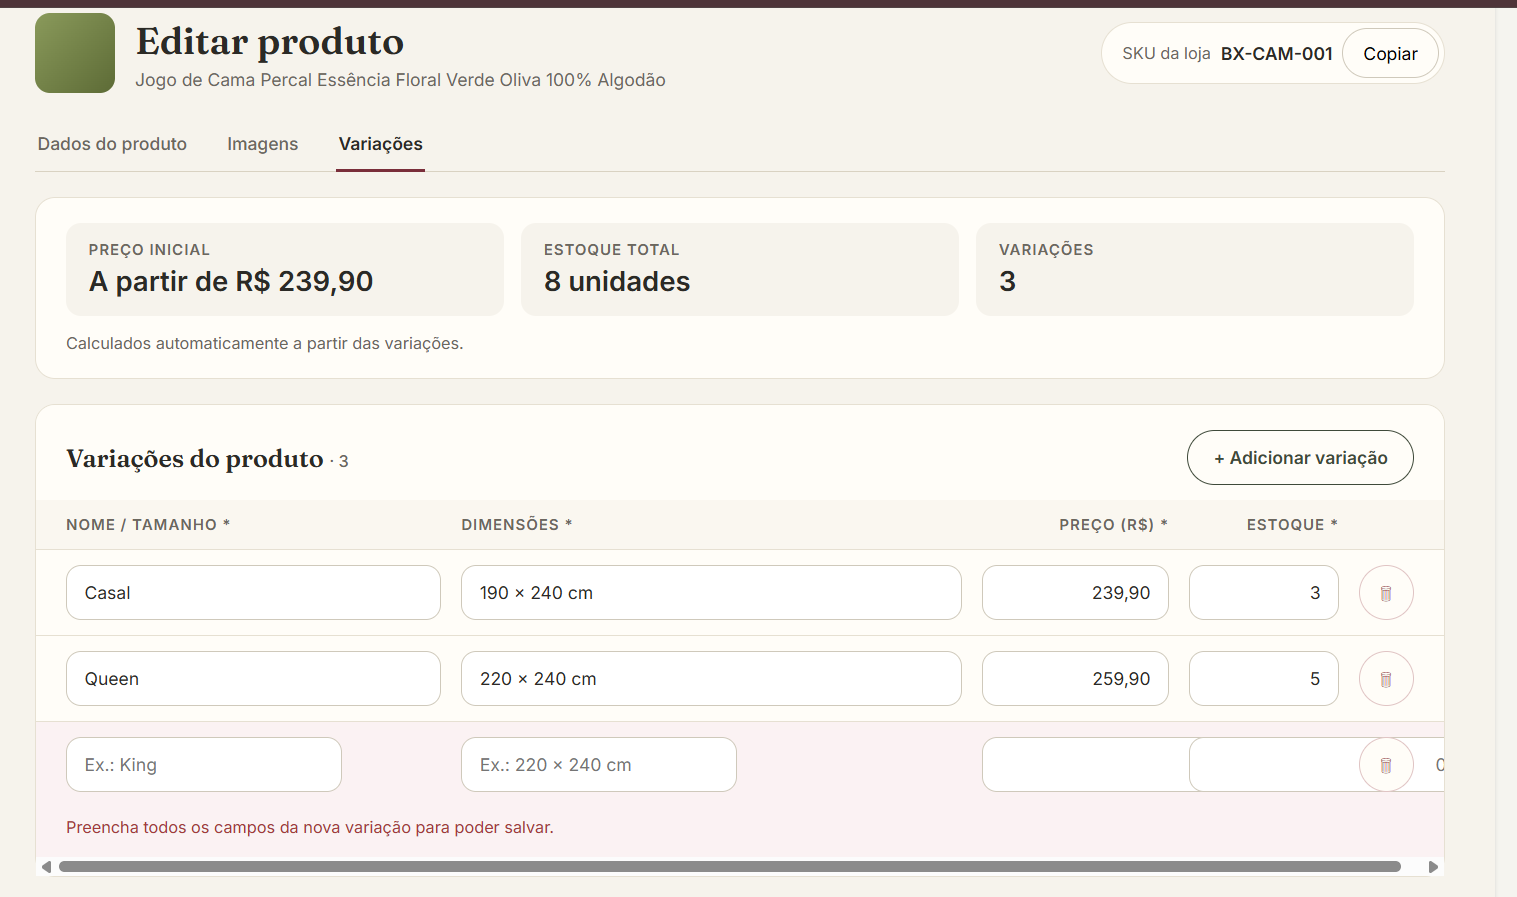 Editar produto
Jogo de Cama Percal Essência Floral Verde Oliva 100% Algodão
SKU da loja BX-CAM-001 Copiar
Dados do produto Imagens Variações
PREÇO INICIAL
A partir de R$ 239,90
ESTOQUE TOTAL
8 unidades
VARIAÇÕES
3
Calculados automaticamente a partir das variações.
Variações do produto · 3
+ Adicionar variação
NOME / TAMANHO * DIMENSÕES * PREÇO (R$) * ESTOQUE *
Casal 190 × 240 cm 239,90 3
Queen 220 × 240 cm 259,90 5
Ex.: King Ex.: 220 × 240 cm
Preencha todos os campos da nova variação para poder salvar.